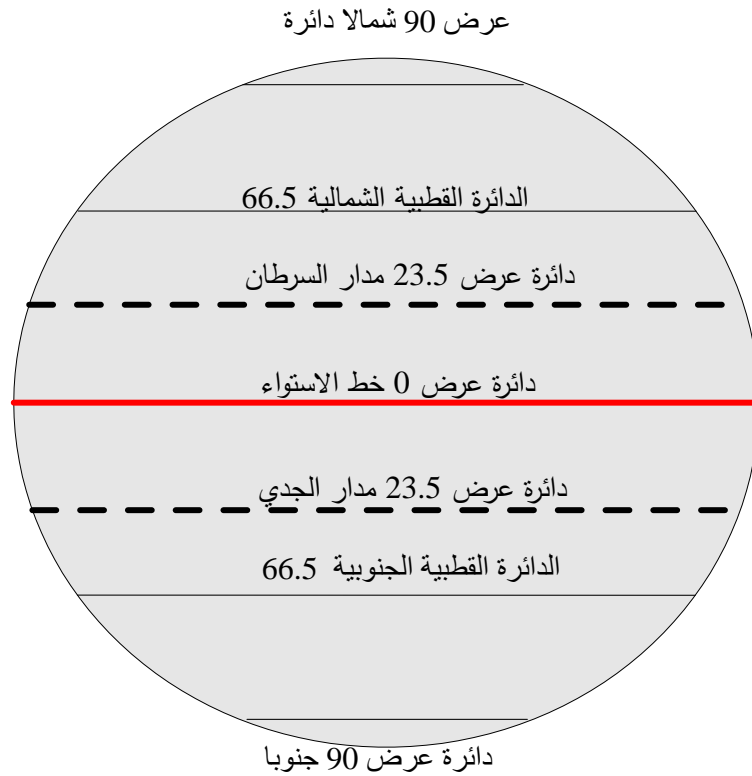 عرض 90 شمالا دائرة
الدائرة القطبية الشمالية 66.5
دائرة عرض 23.5 مدار السرطان
دائرة عرض 0 خط الاستواء
دائرة عرض 23.5 مدار الجدي
الدائرة القطبية الجنوبية 66.5
دائرة عرض 90 جنوبا